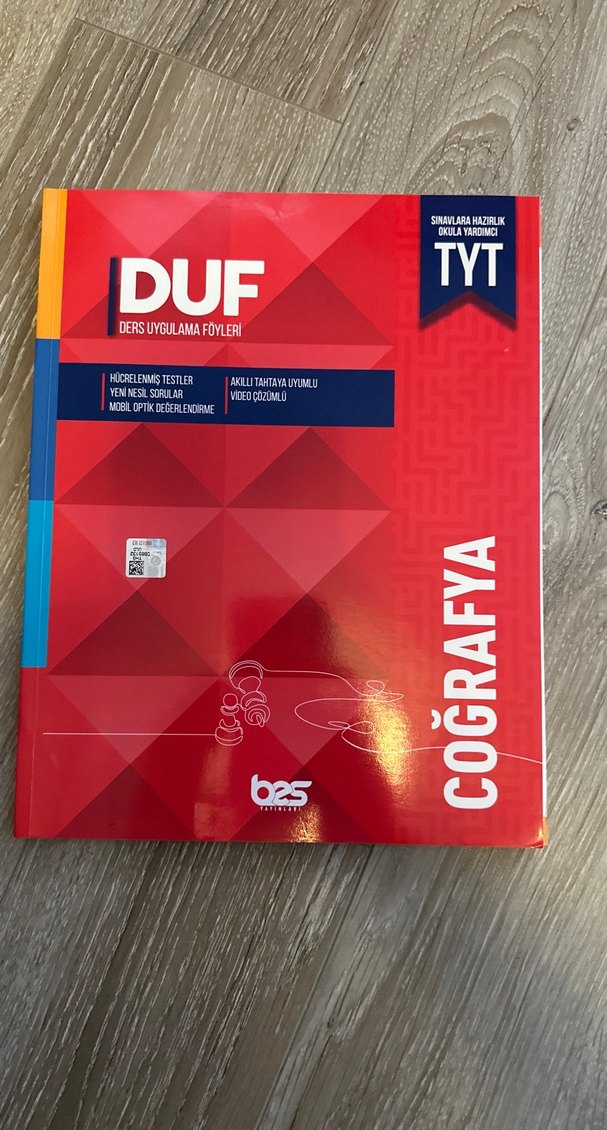 SINAVLARA HAZIRLIK
OKULA YARDIMCI
TYT
DUF
DERS UYGULAMA FÖYLERİ
HÜCRELENMİŞ TESTLER
YENİ NESİL SORULAR
MOBİL OPTİK DEĞERLENDİRME
AKILLI TAHTAYA UYUMLU
VİDEO ÇÖZÜMLÜ
COĞRAFYA
bes
YAYINLARI